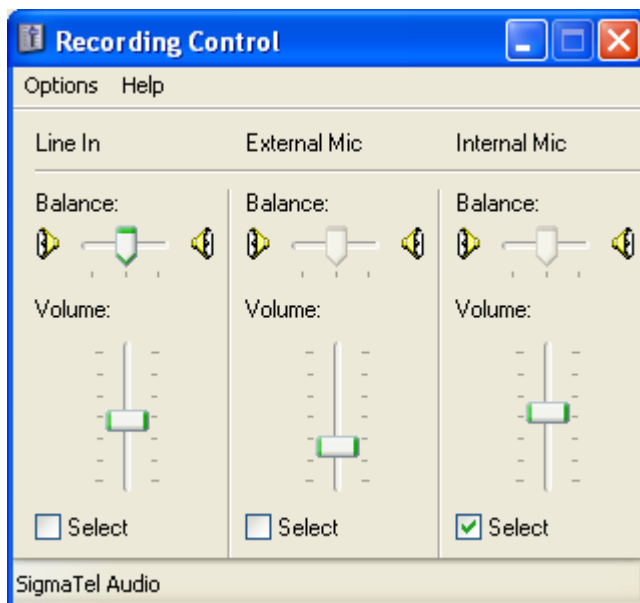 Recording Control
Options Help
Line In External Mic Internal Mic
Balance: Balance: Balance:
Volume: Volume: Volume:
Select Select Select
SigmaTel Audio